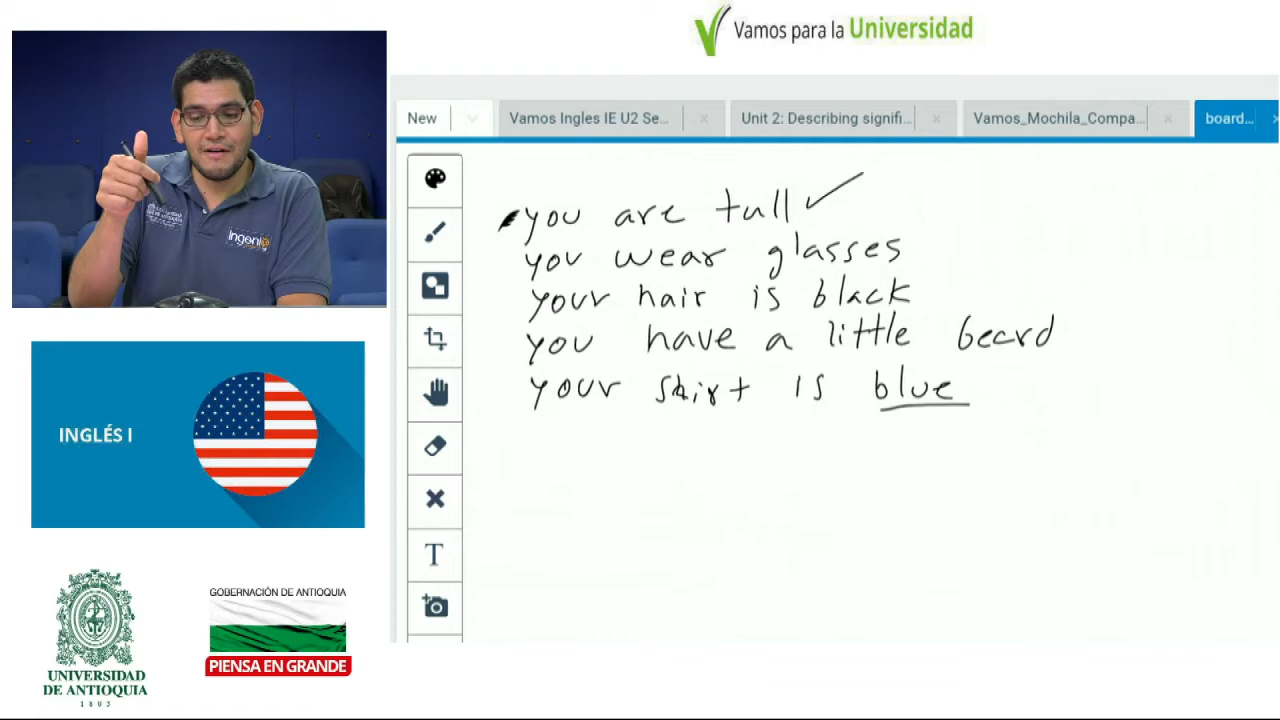 Vamos para la Universidad
New
Vamos Ingles IE U2 Se...
Unit 2: Describing signifi...
Vamos_Mochila_Compa...
board...
you are tall
you wear glasses
your hair is black
you have a little beard
your shirt is blue
T
Ingeni@
INGLÉS I
UNIVERSIDAD
DE ANTIOQUIA
1803
GOBERNACIÓN DE ANTIOQUIA
PIENSA EN GRANDE